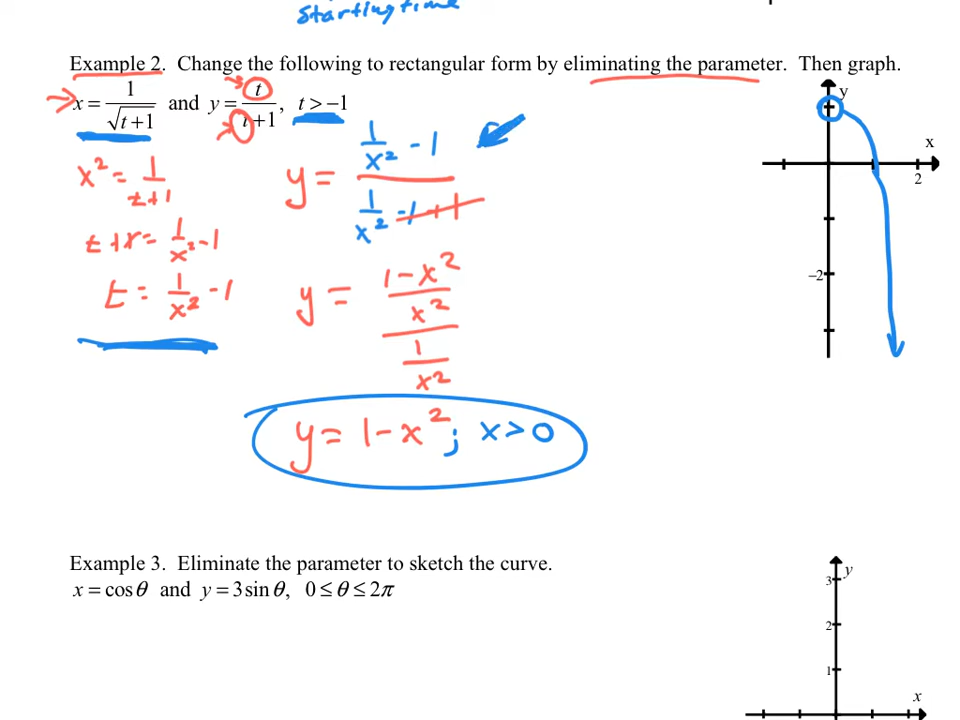 starting time
Example 2. Change the following to rectangular form by eliminating the parameter. Then graph.
x = 1/√(t+1) and y = t/(t+1), t > −1
x² = 1/(t+1)
t+1 = 1/x² -1
t = 1/x² -1
y = (1/x² - 1)/(1/x² -1+1)
y = ((1-x²)/x²)/(1/x²)
y = 1-x²; x>0
y
x
2
−2
Example 3. Eliminate the parameter to sketch the curve.
x = cosθ and y = 3sinθ, 0 ≤ θ ≤ 2π
y
3
2
1
x